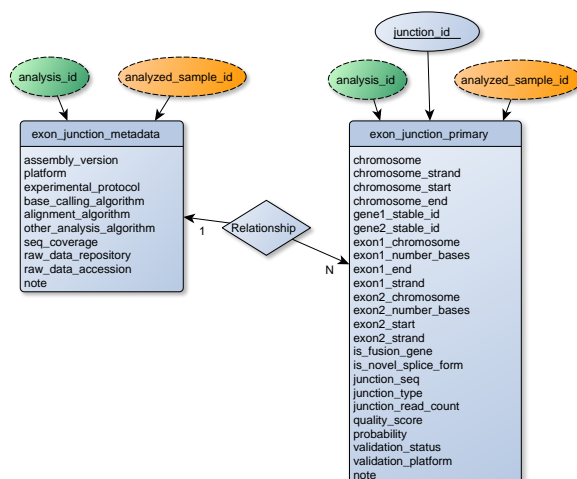 junction_id
analysis_id
analyzed_sample_id
analysis_id
analyzed_sample_id
exon_junction_metadata
assembly_version
platform
experimental_protocol
base_calling_algorithm
alignment_algorithm
other_analysis_algorithm
seq_coverage
raw_data_repository
raw_data_accession
note
1
Relationship
N
exon_junction_primary
chromosome
chromosome_strand
chromosome_start
chromosome_end
gene1_stable_id
gene2_stable_id
exon1_chromosome
exon1_number_bases
exon1_end
exon1_strand
exon2_chromosome
exon2_number_bases
exon2_start
exon2_strand
is_fusion_gene
is_novel_splice_form
junction_seq
junction_type
junction_read_count
quality_score
probability
validation_status
validation_platform
note